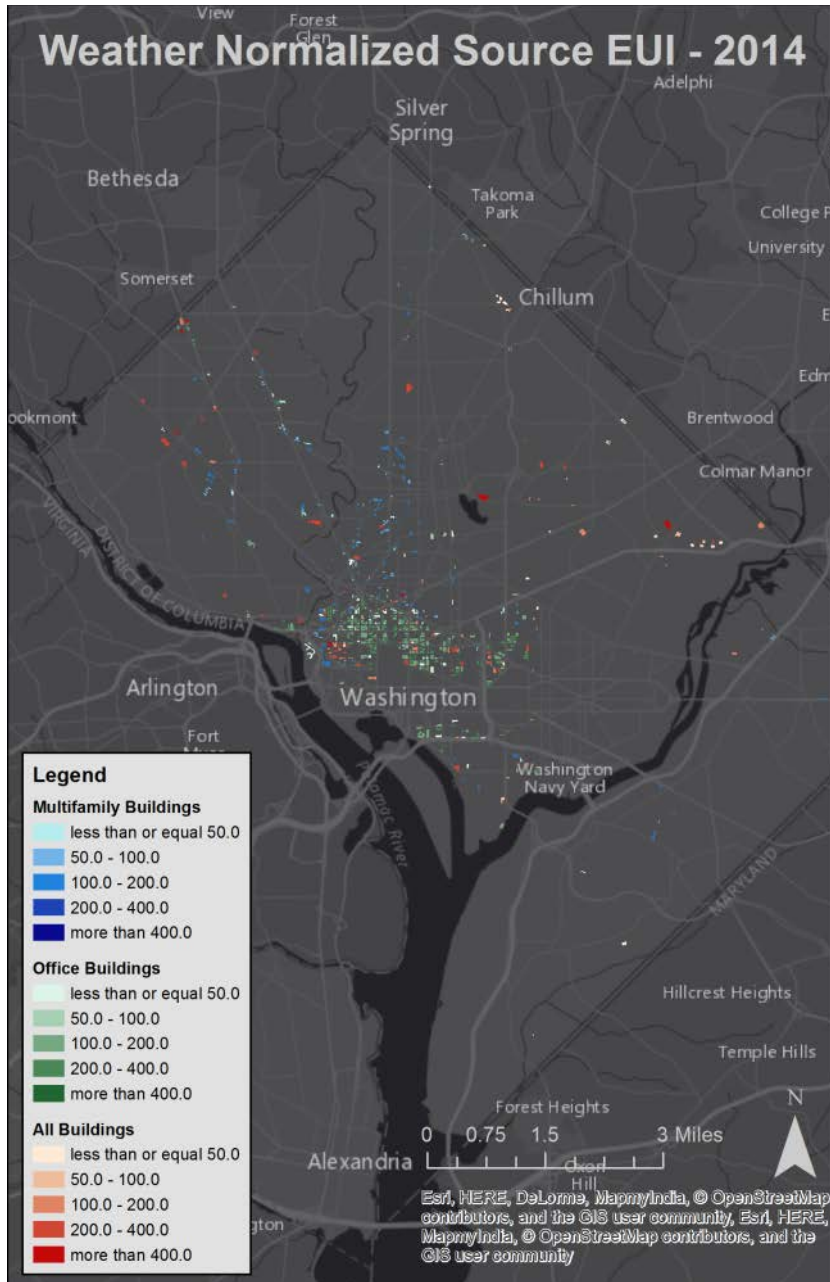 View
Forest
Glen
Weather Normalized Source EUI - 2014
Adelphi
Silver
Spring
Bethesda
Takoma
Park
College P
University
Somerset
Chillum
E
Edm
ookmont
Brentwood
Colmar Manor
VIRGINIA
DISTRICT OF COLUMBIA
Arlington
Washington
Fort
Washington
Navy Yard
Potomac River
MARYLAND
Legend
Multifamily Buildings
less than or equal 50.0
50.0 - 100.0
100.0 - 200.0
200.0 - 400.0
more than 400.0
Office Buildings
less than or equal 50.0
50.0 - 100.0
100.0 - 200.0
200.0 - 400.0
more than 400.0
All Buildings
less than or equal 50.0
50.0 - 100.0
100.0 - 200.0
200.0 - 400.0
more than 400.0
Hillcrest Heights
Temple Hills
N
Forest Heights
0 0.75 1.5 3 Miles
Alexandria
Oxon
Hill
ngton
Esri, HERE, DeLorme, MapmyIndia, © OpenStreetMap
contributors, and the GIS user community, Esri, HERE,
MapmyIndia, © OpenStreetMap contributors, and the
GIS user community